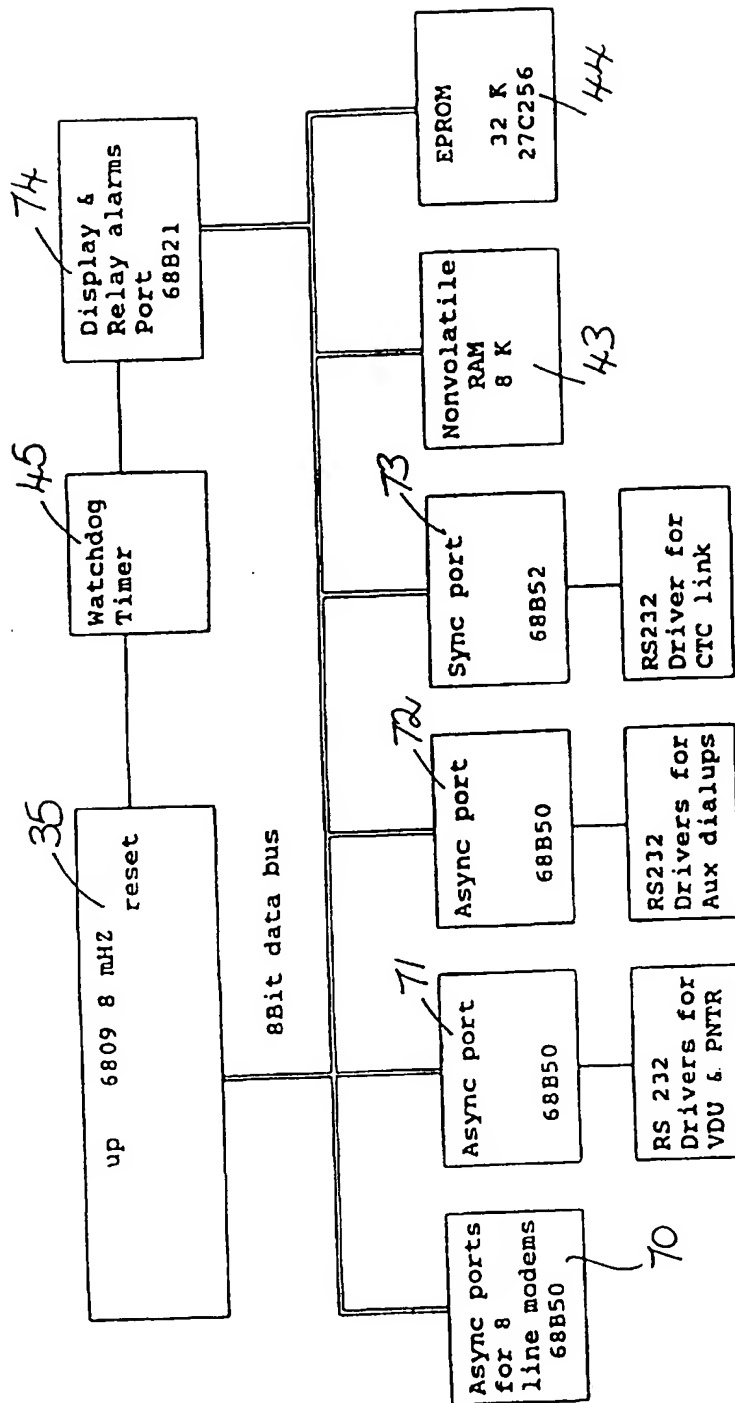 35
up 6809 8 mHZ
reset
45
Watchdog
Timer
74
Display &
Relay alarms
Port
68B21
8Bit data bus
70
Async ports
for 8
line modems
68B50
71
Async port
68B50
72
Async port
68B50
73
Sync port
68B52
43
Nonvolatile
RAM
8 K
44
EPROM
32 K
27C256
RS 232
Drivers for
VDU & PNTR
RS232
Drivers for
Aux dialups
RS232
Driver for
CTC link